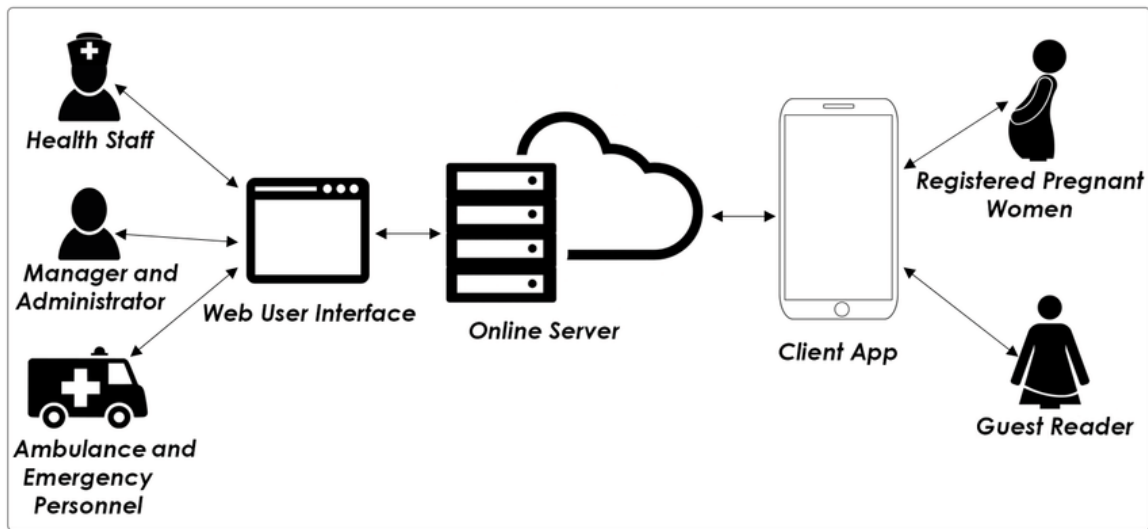 Health Staff
Manager and
Administrator
Ambulance and
Emergency
Personnel
Web User Interface
Online Server
Client App
Registered Pregnant
Women
Guest Reader